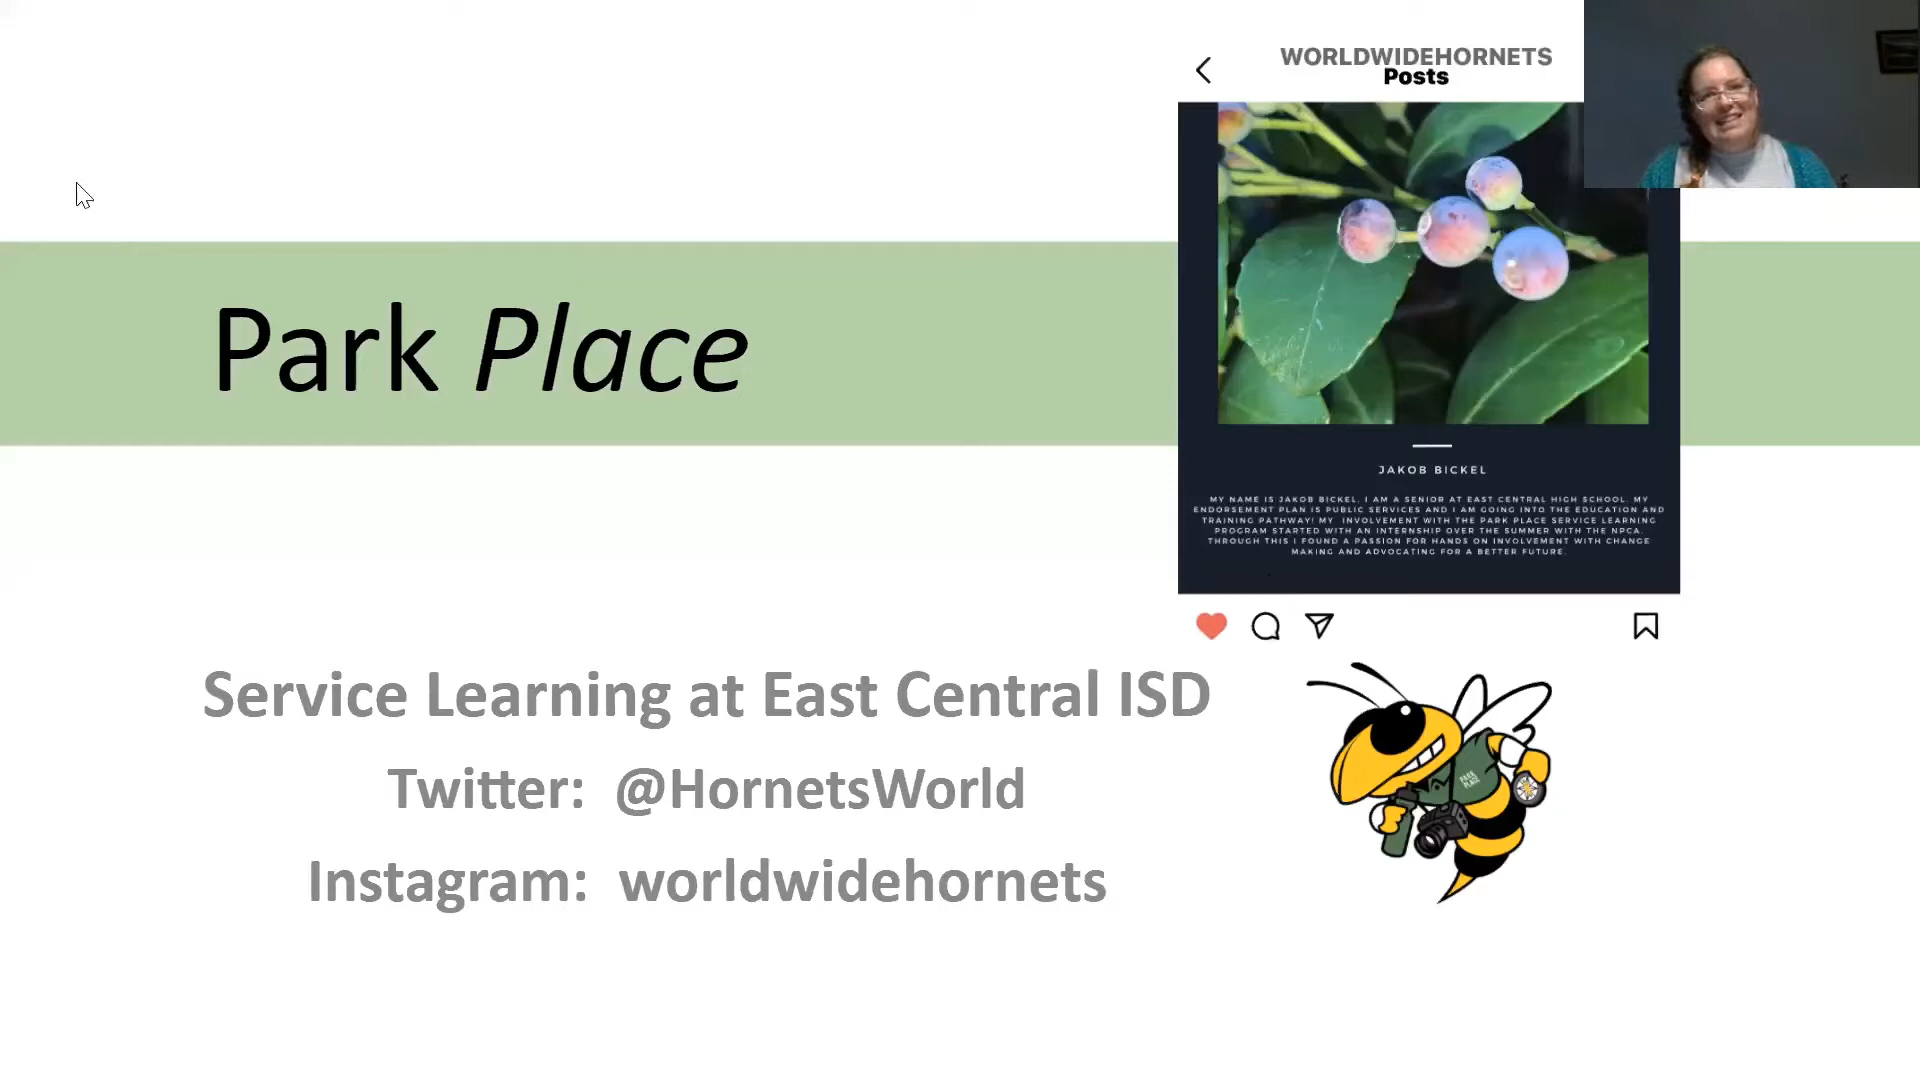 WORLDWIDEHORNETS
Posts
Park Place
JAKOB BICKEL
MY NAME IS JAKOB BICKEL. I AM A SENIOR AT EAST CENTRAL HIGH SCHOOL. MY
ENDORSEMENT PLAN IS PUBLIC SERVICES AND I AM GOING INTO THE EDUCATION AND
TRAINING PATHWAY! MY INVOLVEMENT WITH THE PARK PLACE SERVICE LEARNING
PROGRAM STARTED WITH AN INTERNSHIP OVER THE SUMMER WITH THE NPCA.
THROUGH THIS I FOUND A PASSION FOR HANDS ON INVOLVEMENT WITH CHANGE
MAKING AND ADVOCATING FOR A BETTER FUTURE.
Service Learning at East Central ISD
Twitter: @HornetsWorld
Instagram: worldwidehornets
PARK
PLACE